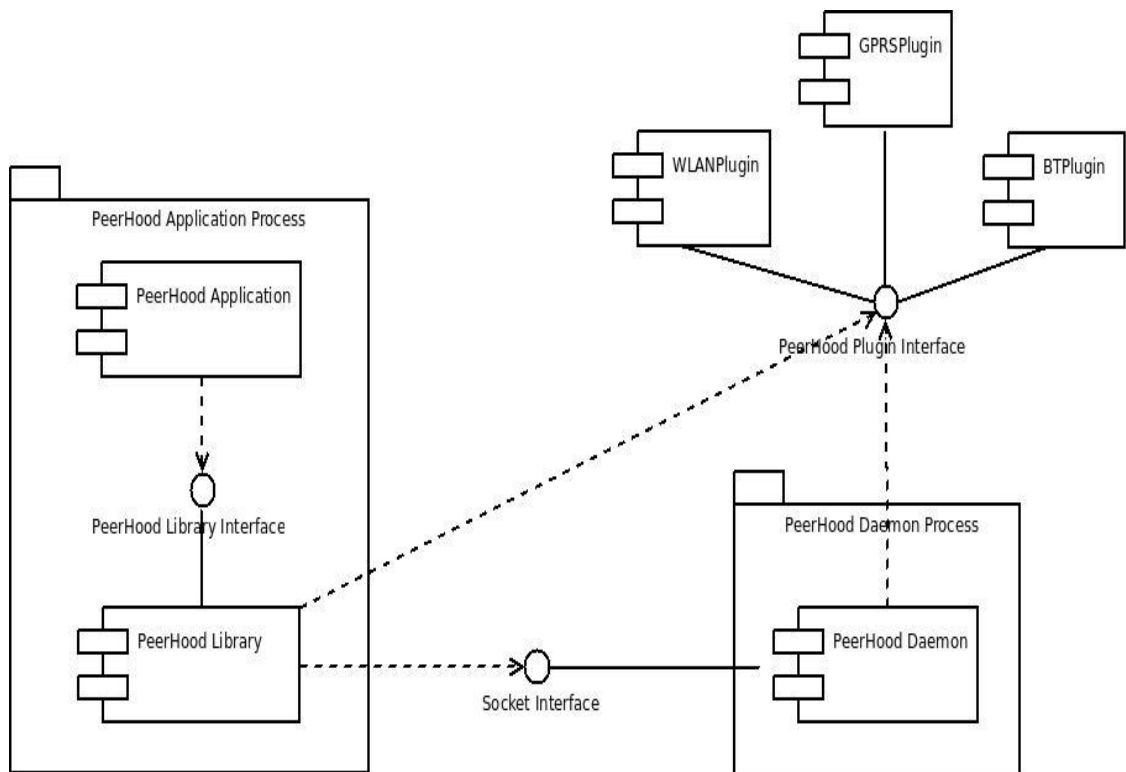 GPRSPlugin
WLANPlugin
BTPlugin
PeerHood Application Process
PeerHood Application
PeerHood Plugin Interface
PeerHood Library Interface
PeerHood Daemon Process
PeerHood Library
PeerHood Daemon
Socket Interface